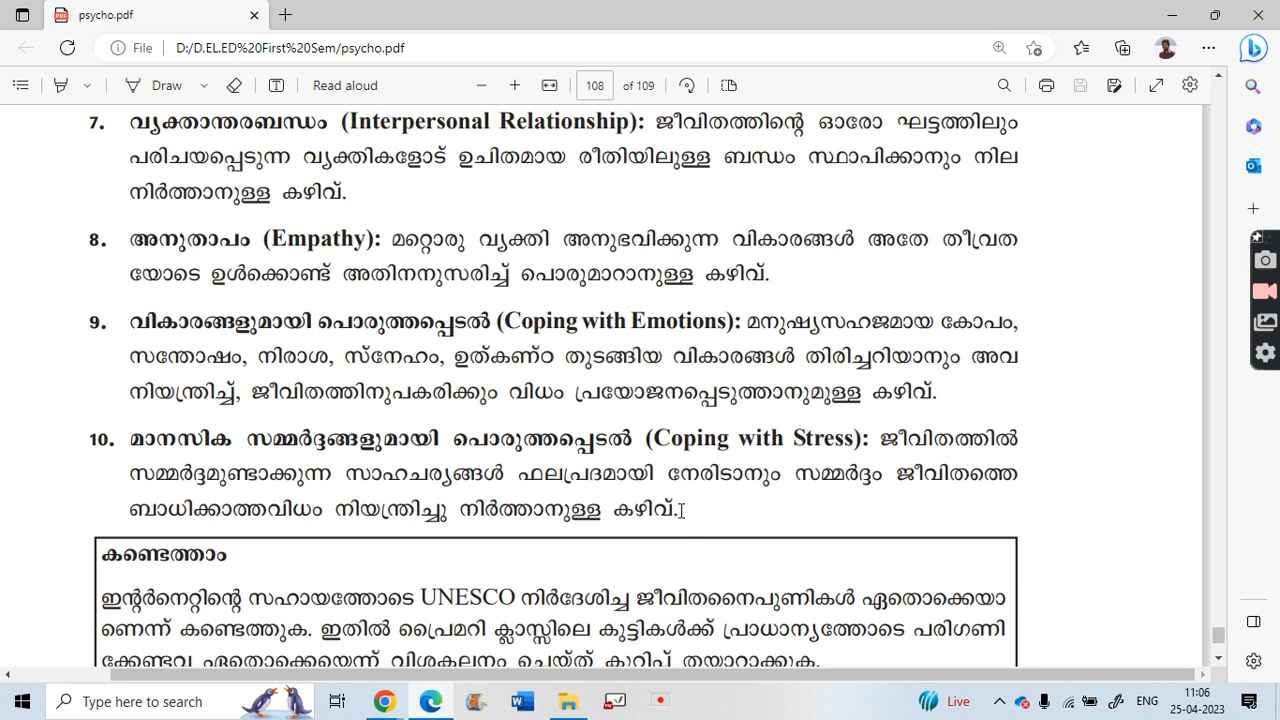 psycho.pdf
File D:/D.EL.ED%20First%20Sem/psycho.pdf
Draw Read aloud 108 of 109
7. വ്യക്താന്തരബന്ധം (Interpersonal Relationship): ജീവിതത്തിന്റെ ഓരോ ഘട്ടത്തിലും
പരിചയപ്പെടുന്ന വ്യക്തികളോട് ഉചിതമായ രീതിയിലുള്ള ബന്ധം സ്ഥാപിക്കാനും നില
നിർത്താനുള്ള കഴിവ്.
8. അനുതാപം (Empathy): മറ്റൊരു വ്യക്തി അനുഭവിക്കുന്ന വികാരങ്ങൾ അതേ തീവ്രത
യോടെ ഉൾക്കൊണ്ട് അതിനനുസരിച്ച് പൊരുമാറാനുള്ള കഴിവ്.
9. വികാരങ്ങളുമായി പൊരുത്തപ്പെടൽ (Coping with Emotions): മനുഷ്യസഹജമായ കോപം,
സന്തോഷം, നിരാശ, സ്നേഹം, ഉത്കണ്ഠ തുടങ്ങിയ വികാരങ്ങൾ തിരിച്ചറിയാനും അവ
നിയന്ത്രിച്ച്, ജീവിതത്തിനുപകരിക്കും വിധം പ്രയോജനപ്പെടുത്താനുമുള്ള കഴിവ്.
10. മാനസിക സമ്മർദ്ദങ്ങളുമായി പൊരുത്തപ്പെടൽ (Coping with Stress): ജീവിതത്തിൽ
സമ്മർദ്ദമുണ്ടാക്കുന്ന സാഹചര്യങ്ങൾ ഫലപ്രദമായി നേരിടാനും സമ്മർദ്ദം ജീവിതത്തെ
ബാധിക്കാത്തവിധം നിയന്ത്രിച്ചു നിർത്താനുള്ള കഴിവ്.
കണ്ടെത്താം
ഇന്റർനെറ്റിന്റെ സഹായത്തോടെ UNESCO നിർദേശിച്ച ജീവിതനൈപുണികൾ ഏതൊക്കെയാ
ണെന്ന് കണ്ടെത്തുക. ഇതിൽ പ്രൈമറി ക്ലാസ്സിലെ കുട്ടികൾക്ക് പ്രാധാന്യത്തോടെ പരിഗണി
ക്കേണ്ടവ ഏതൊക്കെയെന്ന് വിശകലനം ചെയ്ത് കുറിപ്പ് തയാറാക്കുക.
Type here to search Live ENG 11:06
25-04-2023